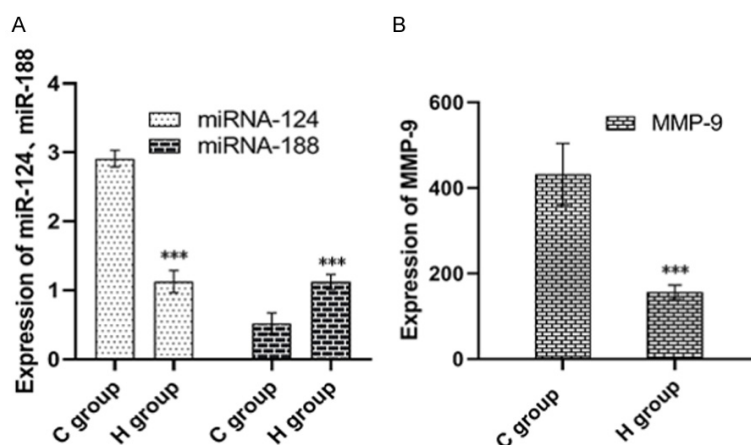 A
Expression of miR-124、miR-188
4
3
2
1
0
miRNA-124
miRNA-188
***
***
C group
H group
C group
H group
B
Expression of MMP-9
600
400
200
0
MMP-9
***
C group
H group